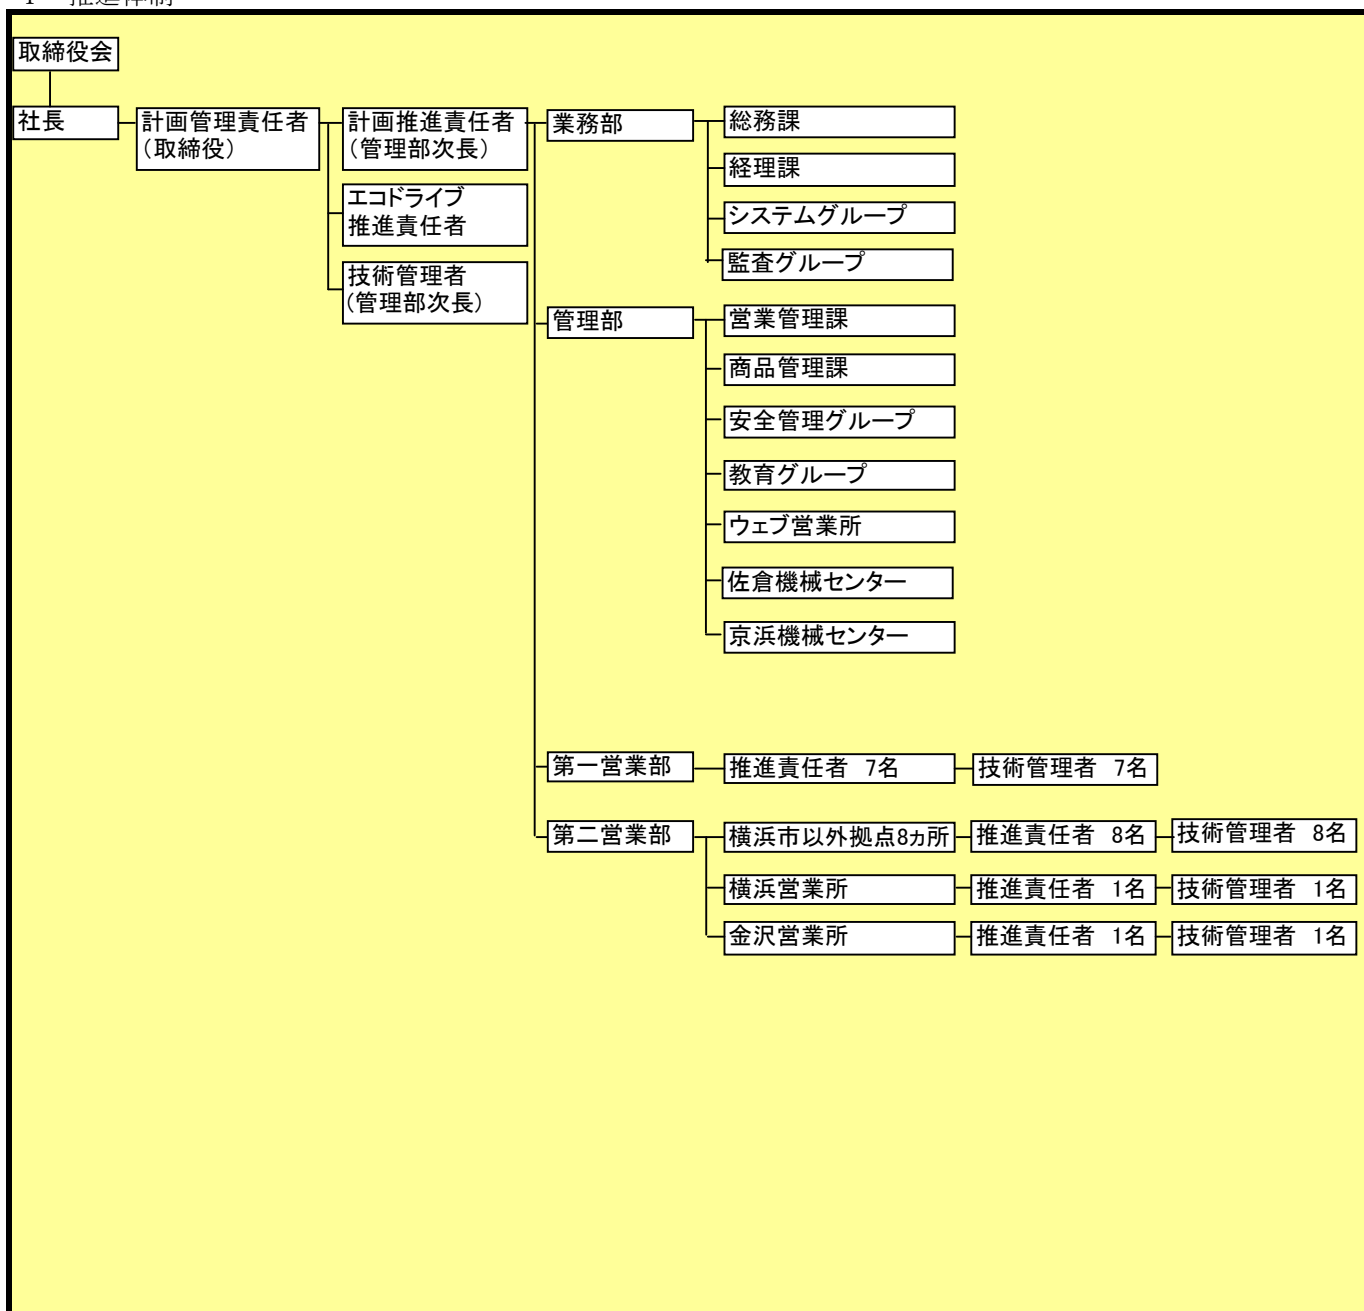 取締役会
社長
計画管理責任者
（取締役）
計画推進責任者
（管理部次長）
エコドライブ
推進責任者
技術管理者
（管理部次長）
業務部
総務課
経理課
システムグループ
監査グループ
管理部
営業管理課
商品管理課
安全管理グループ
教育グループ
ウェブ営業所
佐倉機械センター
京浜機械センター
第一営業部
推進責任者 7名
技術管理者 7名
第二営業部
横浜市以外拠点8ヵ所
推進責任者 8名
技術管理者 8名
横浜営業所
推進責任者 1名
技術管理者 1名
金沢営業所
推進責任者 1名
技術管理者 1名